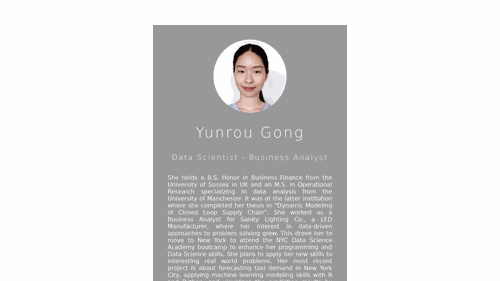 Yunrou Gong
Data Scientist - Business Analyst
She holds a B.S. Honor in Business Finance from the
University of Sussex in UK and an M.S. in Operational
Research specializing in data analysis from the
University of Manchester. It was at the latter institution
where she completed her thesis in "Dynamic Modeling
of Closed Loop Supply Chain". She worked as a
Business Analyst for Sanity Lighting Co., a LED
Manufacturer, where her interest in data-driven
approaches to problem solving grew. This drove her to
move to New York to attend the NYC Data Science
Academy bootcamp to enhance her programming and
Data Science skills. She plans to apply her new skills to
interesting real world problems. Her most recent
project is about forecasting taxi demand in New York
City, applying machine learning modeling skills with R